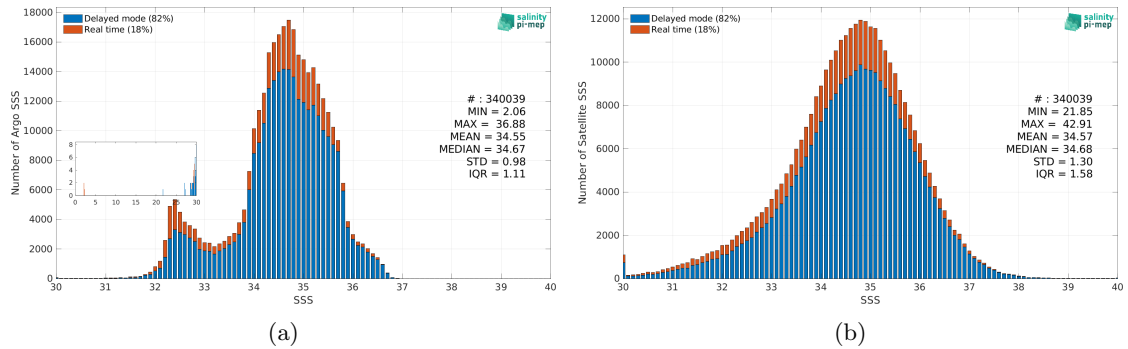 Delayed mode (82%)
Real time (18%)
salinity
pi-mep
18000
16000
14000
12000
10000
8000
6000
4000
2000
0
Number of Argo SSS
# : 340039
MIN = 2.06
MAX = 36.88
MEAN = 34.55
MEDIAN = 34.67
STD = 0.98
IQR = 1.11
8
6
4
2
0
0 5 10 15 20 25 30
30 31 32 33 34 35 36 37 38 39 40
SSS
(a)
Delayed mode (82%)
Real time (18%)
salinity
pi-mep
12000
10000
8000
6000
4000
2000
0
Number of Satellite SSS
# : 340039
MIN = 21.85
MAX = 42.91
MEAN = 34.57
MEDIAN = 34.68
STD = 1.30
IQR = 1.58
30 31 32 33 34 35 36 37 38 39 40
SSS
(b)